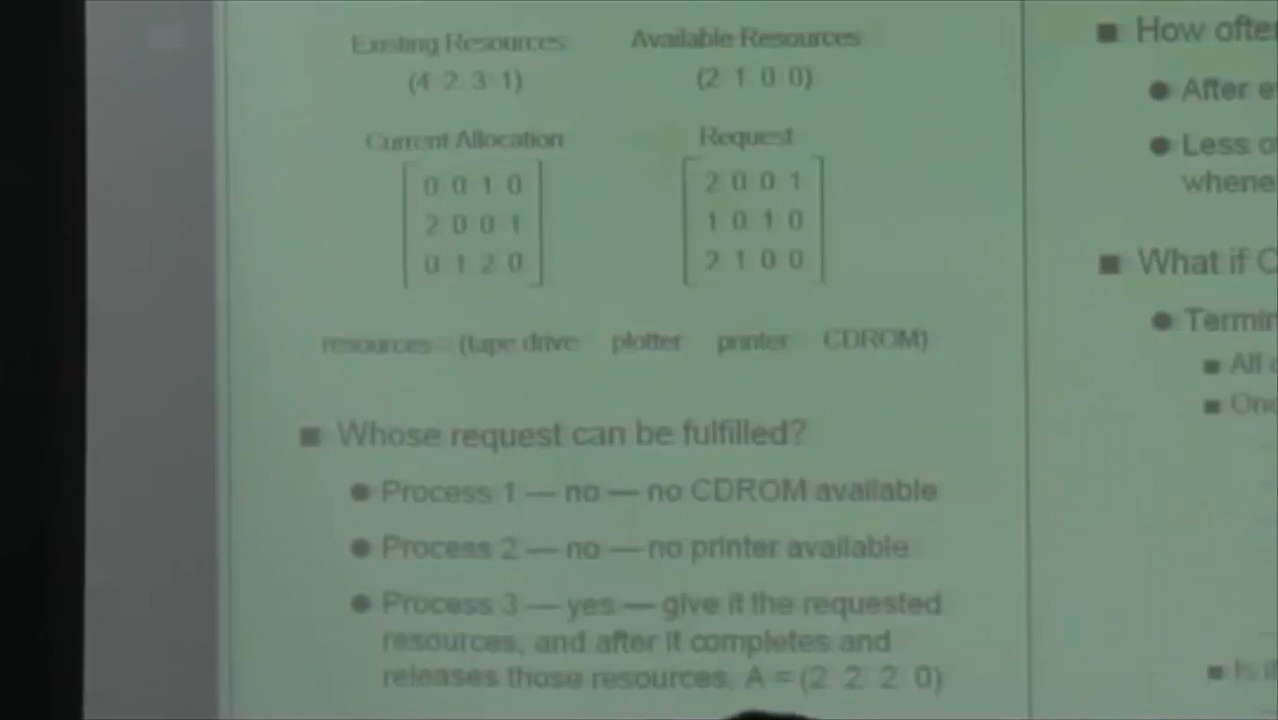 Existing Resources Available Resources
(4 2 3 1) (2 1 0 0)
Current Allocation Request
0 0 1 0 2 0 0 1
2 0 0 1 1 0 1 0
0 1 2 0 2 1 0 0
resources (tape drive plotter printer CDROM)
■ Whose request can be fulfilled?
● Process 1 — no — no CDROM available
● Process 2 — no — no printer available
● Process 3 — yes — give it the requested
resources, and after it completes and
releases those resources, A = (2 2 2 0)
■ How ofte
● After e
● Less o
whene
■ What if C
● Termin
■ All
■ On
■ Is